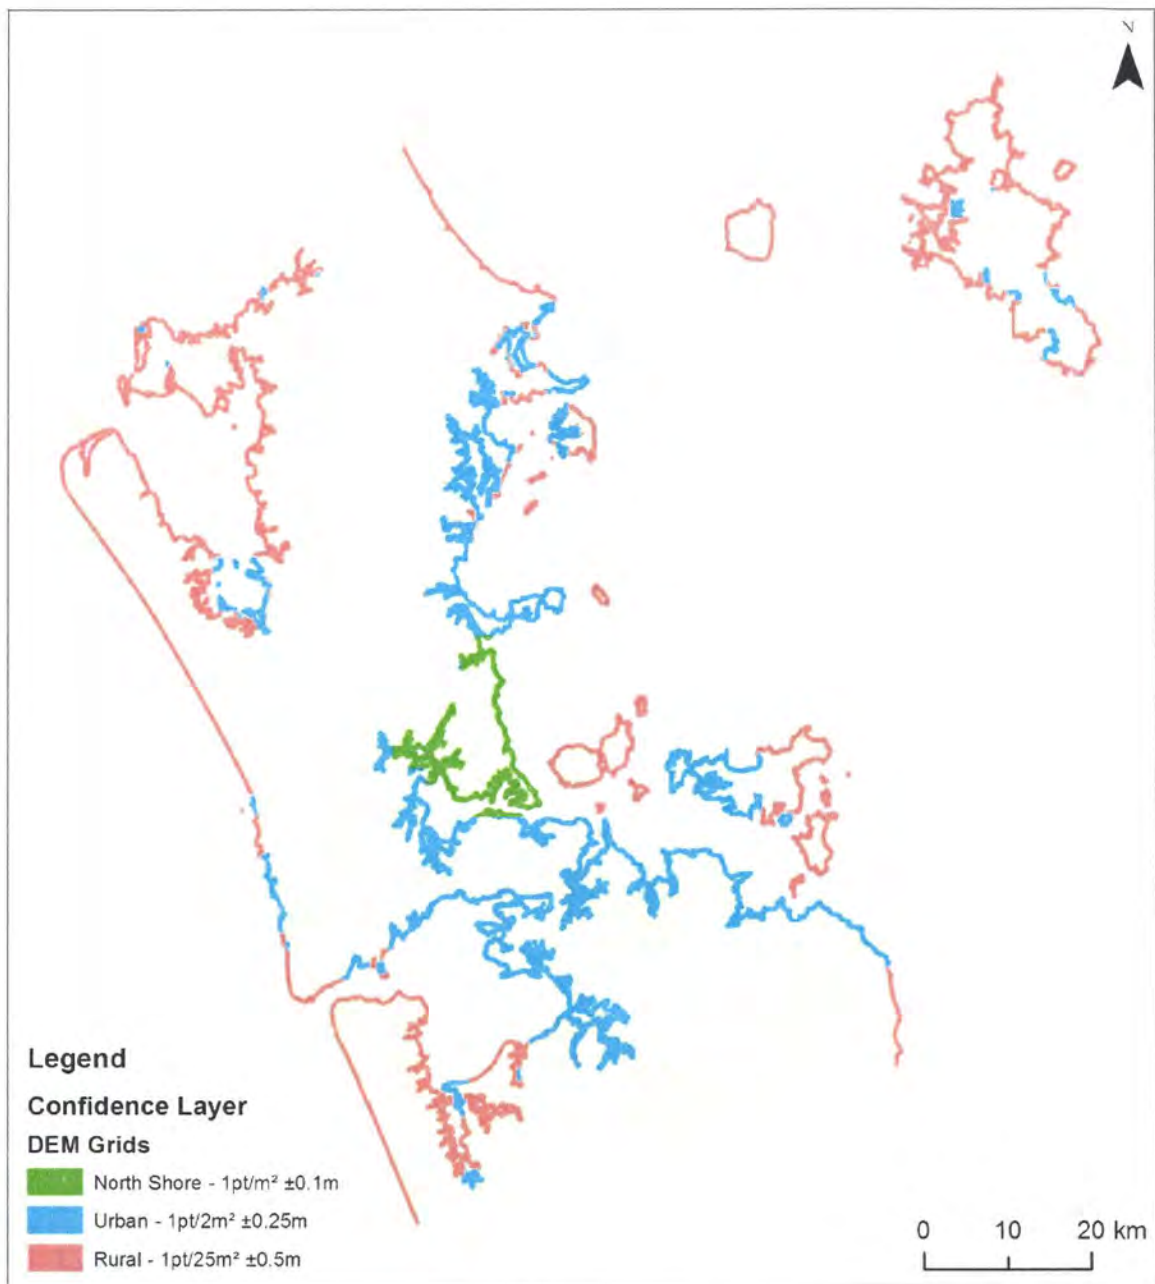 N
Legend
Confidence Layer
DEM Grids
North Shore - 1pt/m² ±0.1m
Urban - 1pt/2m² ±0.25m
Rural - 1pt/25m² ±0.5m
0 10 20 km